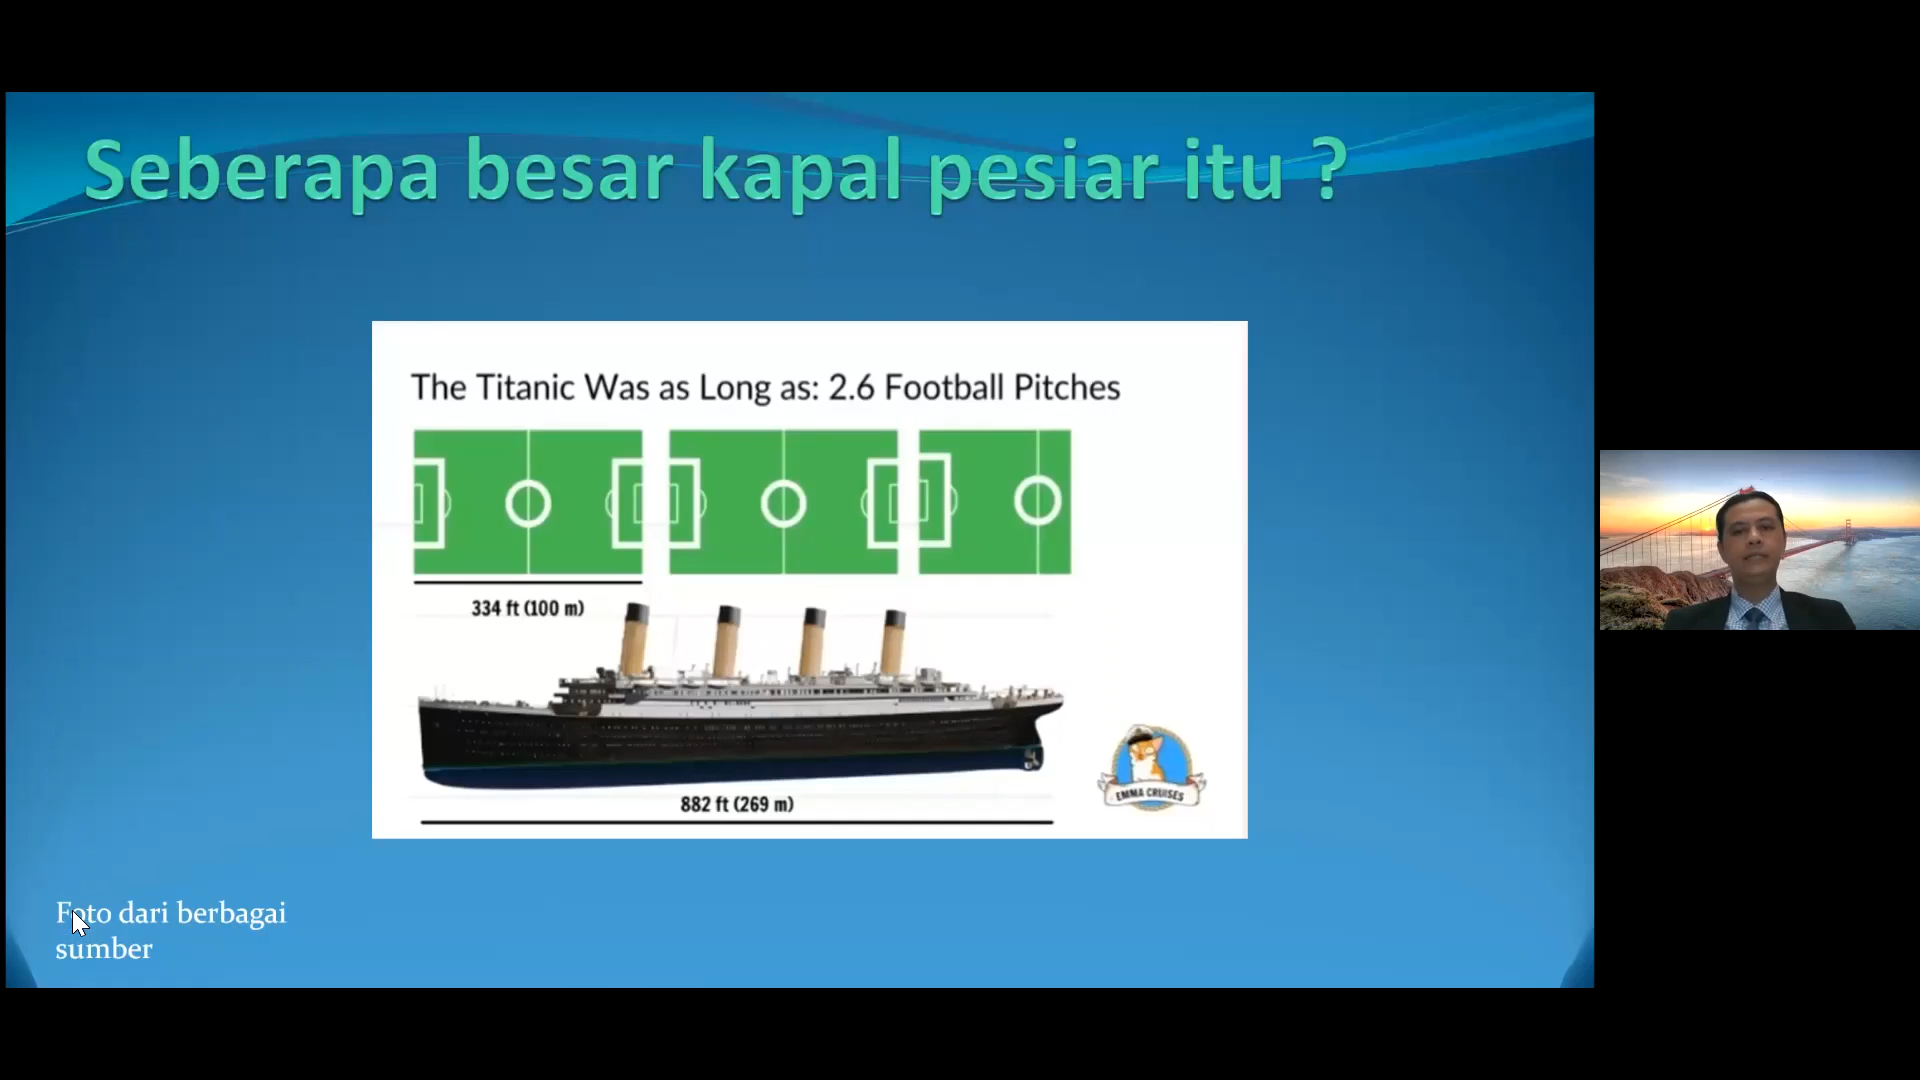 Seberapa besar kapal pesiar itu ?
The Titanic Was as Long as: 2.6 Football Pitches
334 ft (100 m)
EMMA CRUISES
882 ft (269 m)
Foto dari berbagai
sumber